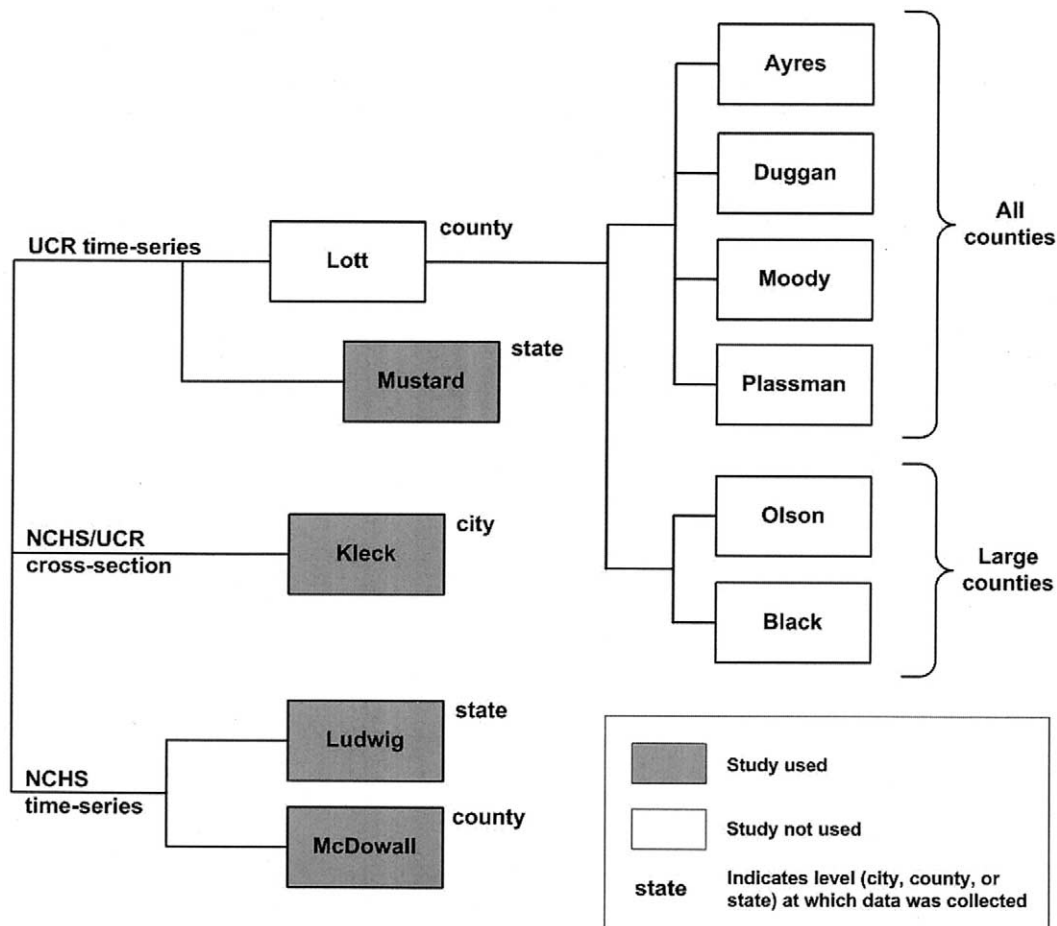 Ayres
Duggan
Moody
Plassman
All
counties
UCR time-series
Lott
county
Mustard
state
NCHS/UCR
cross-section
Kleck
city
Olson
Black
Large
counties
NCHS
time-series
Ludwig
state
McDowall
county
Study used
Study not used
state
Indicates level (city, county, or
state) at which data was collected